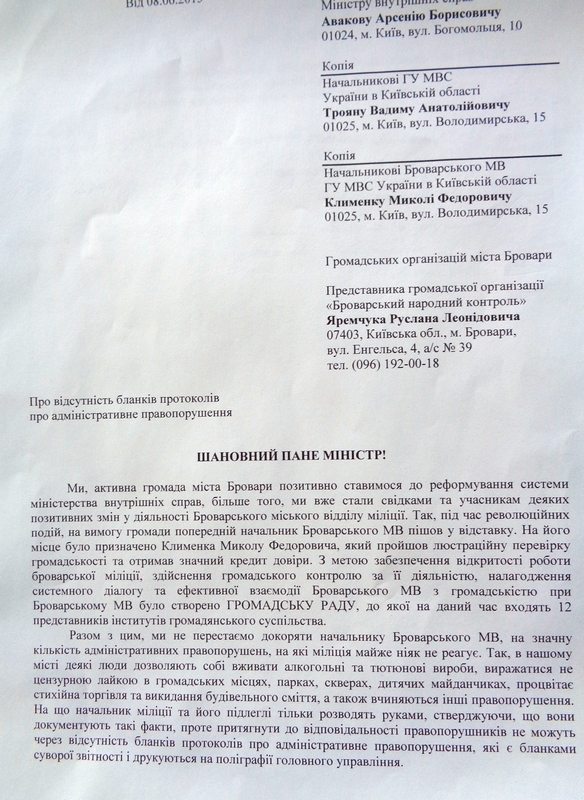 Від 08.06.2015
Міністру внутрішніх справ
Авакову Арсенію Борисовичу
01024, м. Київ, вул. Богомольця, 10
Копія
Начальникові ГУ МВС
України в Київській області
Трояну Вадиму Анатолійовичу
01025, м. Київ, вул. Володимирська, 15
Копія
Начальникові Броварського МВ
ГУ МВС України в Київській області
Клименку Миколі Федоровичу
01025, м. Київ, вул. Володимирська, 15
Громадських організацій міста Бровари
Представника громадської організації
«Броварський народний контроль»
Яремчука Руслана Леонідовича
07403, Київська обл., м. Бровари,
вул. Енгельса, 4, а/с № 39
тел. (096) 192-00-18
Про відсутність бланків протоколів
про адміністративне правопорушення
ШАНОВНИЙ ПАНЕ МІНІСТР!
Ми, активна громада міста Бровари позитивно ставимося до реформування системи
міністерства внутрішніх справ, більше того, ми вже стали свідками та учасникам деяких
позитивних змін у діяльності Броварського міського відділу міліції. Так, під час революційних
подій, на вимогу громади попередній начальник Броварського МВ пішов у відставку. На його
місце було призначено Клименка Миколу Федоровича, який пройшов люстраційну перевірку
громадськості та отримав значний кредит довіри. З метою забезпечення відкритості роботи
броварської міліції, здійснення громадського контролю за її діяльністю, налагодження
системного діалогу та ефективної взаємодії Броварського МВ з громадськістю при
Броварському МВ було створено ГРОМАДСЬКУ РАДУ, до якої на даний час входять 12
представників інститутів громадянського суспільства.
Разом з цим, ми не перестаємо докоряти начальнику Броварського МВ, на значну
кількість адміністративних правопорушень, на які міліція майже ніяк не реагує. Так, в нашому
місті деякі люди дозволяють собі вживати алкогольні та тютюнові вироби, виражатися не
цензурною лайкою в громадських місцях, парках, скверах, дитячих майданчиках, процвітає
стихійна торгівля та викидання будівельного сміття, а також вчиняються інші правопорушення.
На що начальник міліції та його підлеглі тільки розводять руками, стверджуючи, що вони
документують такі факти, проте притягнути до відповідальності правопорушників не можуть
через відсутність бланків протоколів про адміністративне правопорушення, які є бланками
суворої звітності і друкуються на поліграфії головного управління.